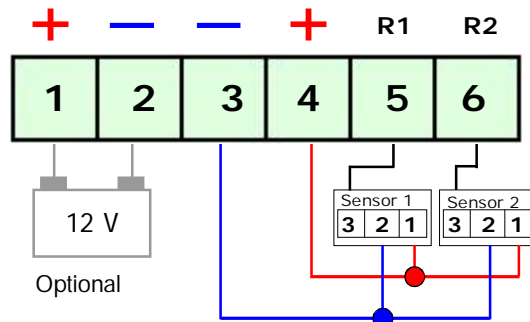 + — — + R1 R2
1 2 3 4 5 6
Sensor 1 Sensor 2
3 2 1 3 2 1
12 V
Optional